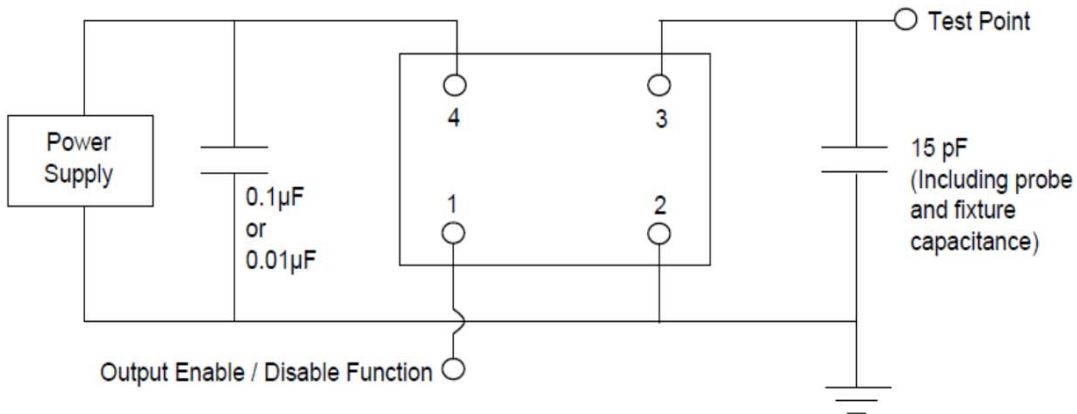 Test Point
4
3
Power
Supply
15 pF
(Including probe
and fixture
capacitance)
0.1µF
or
0.01µF
1
2
Output Enable / Disable Function